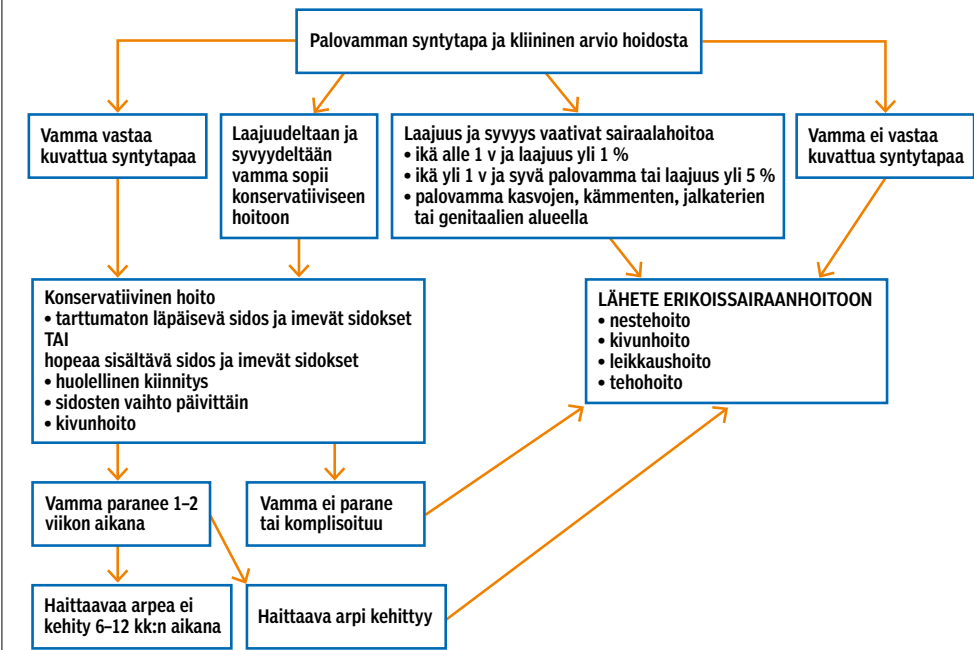 Palovamman syntytapa ja kliininen arvio hoidosta
Vamma vastaa
kuvattua syntytapaa
Laajuudeltaan ja
syvyydeltään
vamma sopii
konservatiiviseen
hoitoon
Laajuus ja syvyys vaativat sairaalahoitoa
• ikä alle 1 v ja laajuus yli 1 %
• ikä yli 1 v ja syvä palovamma tai laajuus yli 5 %
• palovamma kasvojen, kämmenten, jalkaterien
tai genitaalien alueella
Vamma ei vastaa
kuvattua syntytapaa
Konservatiivinen hoito
• tarttumaton läpäisevä sidos ja imevät sidokset
TAI
hopeaa sisältävä sidos ja imevät sidokset
• huolellinen kiinnitys
• sidosten vaihto päivittäin
• kivunhoito
LÄHETE ERIKOISSAIRAANHOITOON
• nestehoito
• kivunhoito
• leikkaushoito
• tehohoito
Vamma paranee 1–2
viikon aikana
Vamma ei parane
tai komplisoituu
Haittaavaa arpea ei
kehity 6–12 kk:n aikana
Haittaava arpi kehittyy